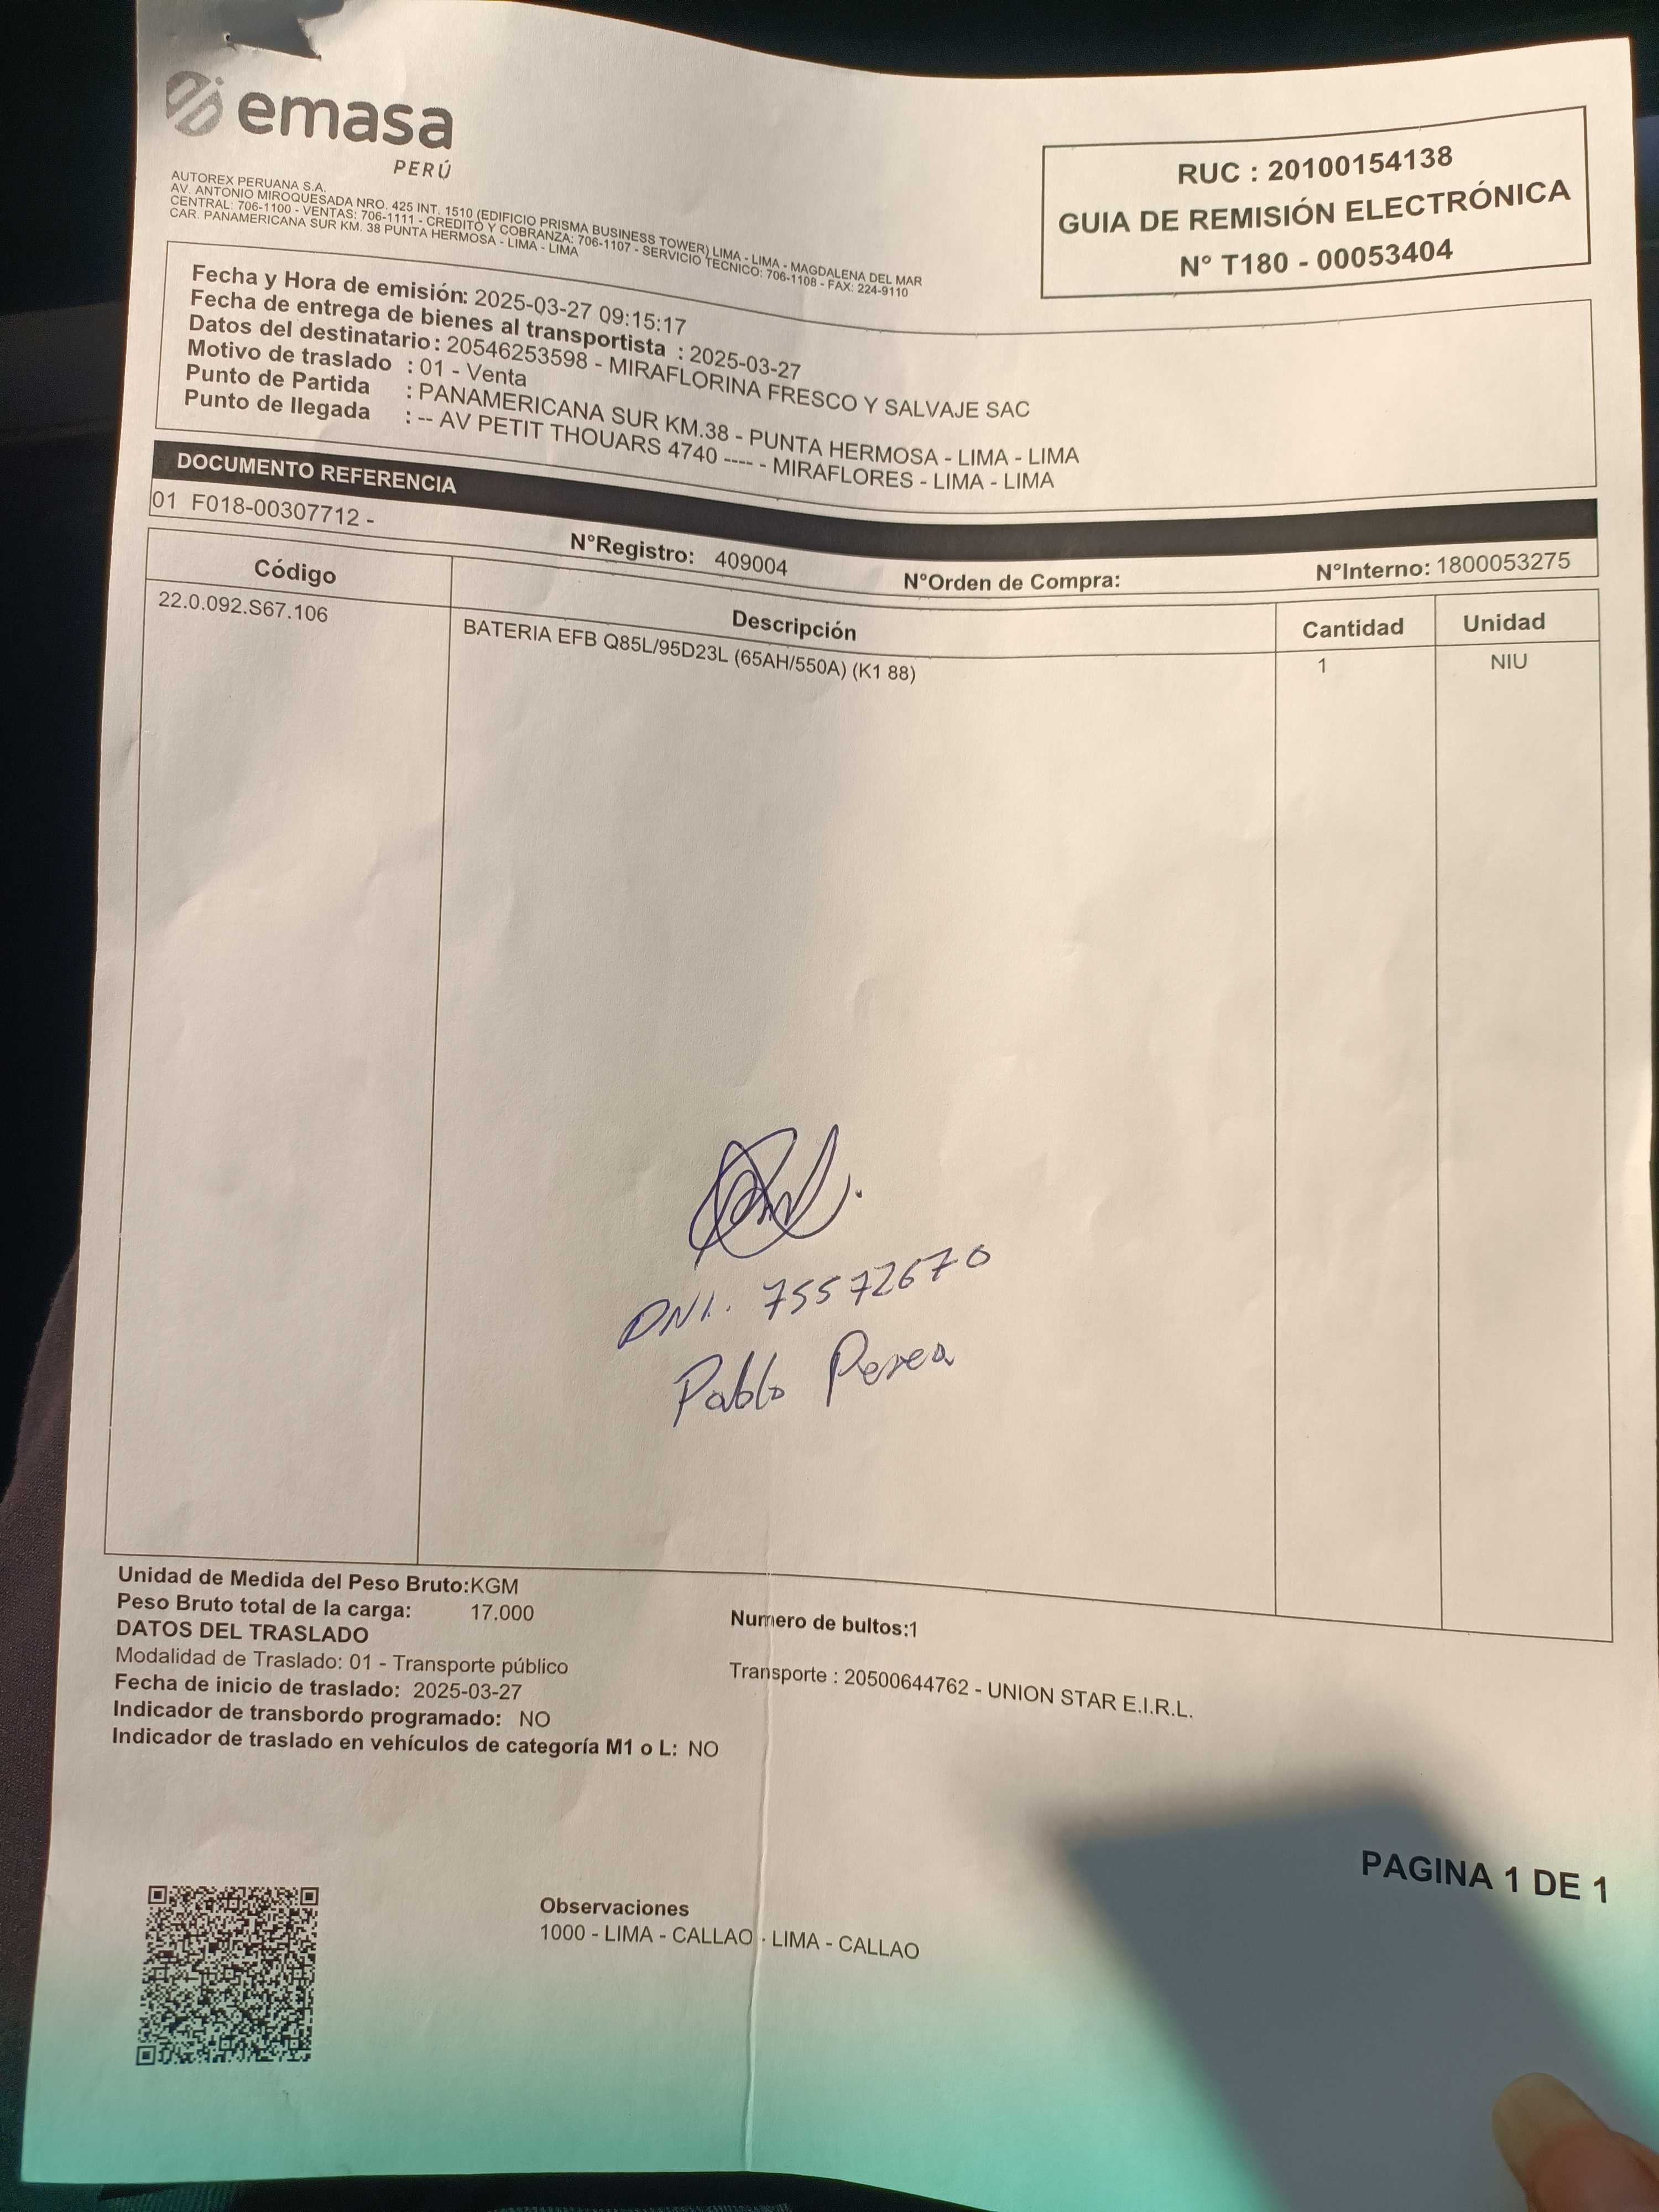 emasa
PERÚ
AUTOREX PERUANA S.A.
AV. ANTONIO MIROQUESADA NRO. 425 INT. 1510 (EDIFICIO PRISMA BUSINESS TOWER) LIMA - LIMA - MAGDALENA DEL MAR
CENTRAL: 706-1100 - VENTAS: 706-1111 - CREDITO Y COBRANZA: 706-1107 - SERVICIO TECNICO: 706-1108 - FAX: 224-9110
CAR. PANAMERICANA SUR KM. 38 PUNTA HERMOSA - LIMA - LIMA
RUC : 20100154138
GUIA DE REMISIÓN ELECTRÓNICA
N° T180 - 00053404
Fecha y Hora de emisión: 2025-03-27 09:15:17
Fecha de entrega de bienes al transportista : 2025-03-27
Datos del destinatario : 20546253598 - MIRAFLORINA FRESCO Y SALVAJE SAC
Motivo de traslado : 01 - Venta
Punto de Partida : PANAMERICANA SUR KM.38 - PUNTA HERMOSA - LIMA - LIMA
Punto de llegada : -- AV PETIT THOUARS 4740 ---- - MIRAFLORES - LIMA - LIMA
DOCUMENTO REFERENCIA
01 F018-00307712 -
N°Registro: 409004 N°Orden de Compra: N°Interno: 1800053275
Código Descripción Cantidad Unidad
22.0.092.S67.106 BATERIA EFB Q85L/95D23L (65AH/550A) (K1 88) 1 NIU
DNI. 75572670
Pablo Perea
Unidad de Medida del Peso Bruto:KGM
Peso Bruto total de la carga: 17.000 Numero de bultos:1
DATOS DEL TRASLADO
Modalidad de Traslado: 01 - Transporte público Transporte : 20500644762 - UNION STAR E.I.R.L.
Fecha de inicio de traslado: 2025-03-27
Indicador de transbordo programado: NO
Indicador de traslado en vehículos de categoría M1 o L: NO
PAGINA 1 DE 1
Observaciones
1000 - LIMA - CALLAO - LIMA - CALLAO